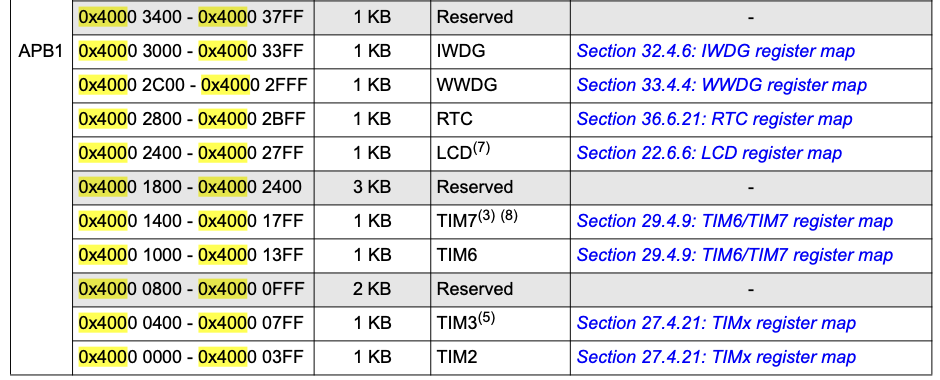 0x4000 3400 - 0x4000 37FF 1 KB Reserved -
APB1 0x4000 3000 - 0x4000 33FF 1 KB IWDG Section 32.4.6: IWDG register map
0x4000 2C00 - 0x4000 2FFF 1 KB WWDG Section 33.4.4: WWDG register map
0x4000 2800 - 0x4000 2BFF 1 KB RTC Section 36.6.21: RTC register map
0x4000 2400 - 0x4000 27FF 1 KB LCD(7) Section 22.6.6: LCD register map
0x4000 1800 - 0x4000 2400 3 KB Reserved -
0x4000 1400 - 0x4000 17FF 1 KB TIM7(3) (8) Section 29.4.9: TIM6/TIM7 register map
0x4000 1000 - 0x4000 13FF 1 KB TIM6 Section 29.4.9: TIM6/TIM7 register map
0x4000 0800 - 0x4000 0FFF 2 KB Reserved -
0x4000 0400 - 0x4000 07FF 1 KB TIM3(5) Section 27.4.21: TIMx register map
0x4000 0000 - 0x4000 03FF 1 KB TIM2 Section 27.4.21: TIMx register map